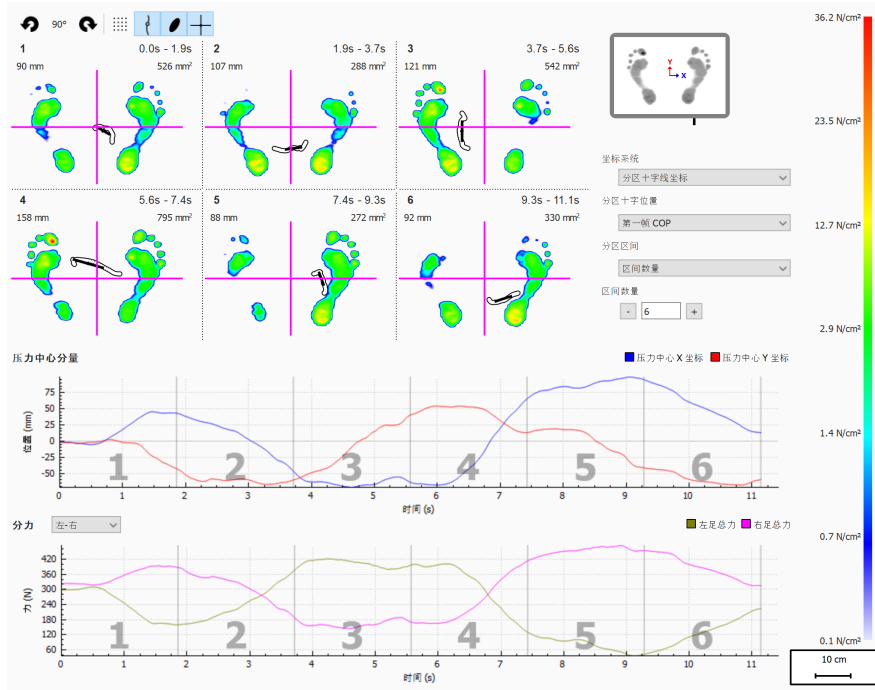 90°
1 0.0s - 1.9s
90 mm 526 mm²
2 1.9s - 3.7s
107 mm 288 mm²
3 3.7s - 5.6s
121 mm 542 mm²
4 5.6s - 7.4s
158 mm 795 mm²
5 7.4s - 9.3s
88 mm 272 mm²
6 9.3s - 11.1s
92 mm 330 mm²
Y
X
坐标系统
分区十字线坐标
分区十字位置
第一帧 COP
分区区间
区间数量
区间数量
- 6 +
36.2 N/cm²
23.5 N/cm²
12.7 N/cm²
2.9 N/cm²
1.4 N/cm²
0.7 N/cm²
0.1 N/cm²
10 cm
压力中心分量
压力中心 X 坐标 压力中心 Y 坐标
位置 (mm)
75
50
25
0
-25
-50
1 2 3 4 5 6
0 1 2 3 4 5 6 7 8 9 10 11
时间 (s)
分力 左-右
左足总力 右足总力
力 (N)
420
360
300
240
180
120
60
1 2 3 4 5 6
0 1 2 3 4 5 6 7 8 9 10 11
时间 (s)